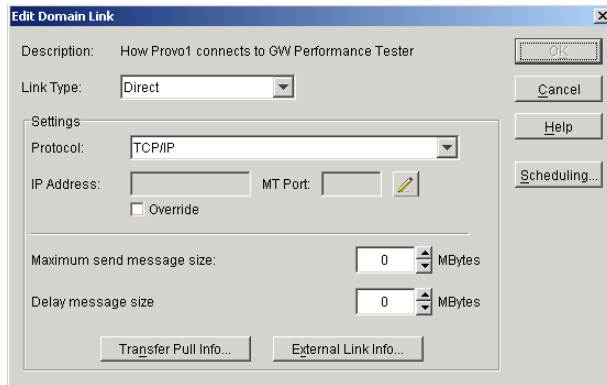 Edit Domain Link
Description: How Provo1 connects to GW Performance Tester
OK
Link Type: Direct
Cancel
Settings
Help
Protocol: TCP/IP
IP Address: MT Port:
Scheduling...
Override
Maximum send message size: 0 MBytes
Delay message size 0 MBytes
Transfer Pull Info... External Link Info...